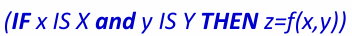 (IF x IS X and y IS Y THEN z=f(x,y))